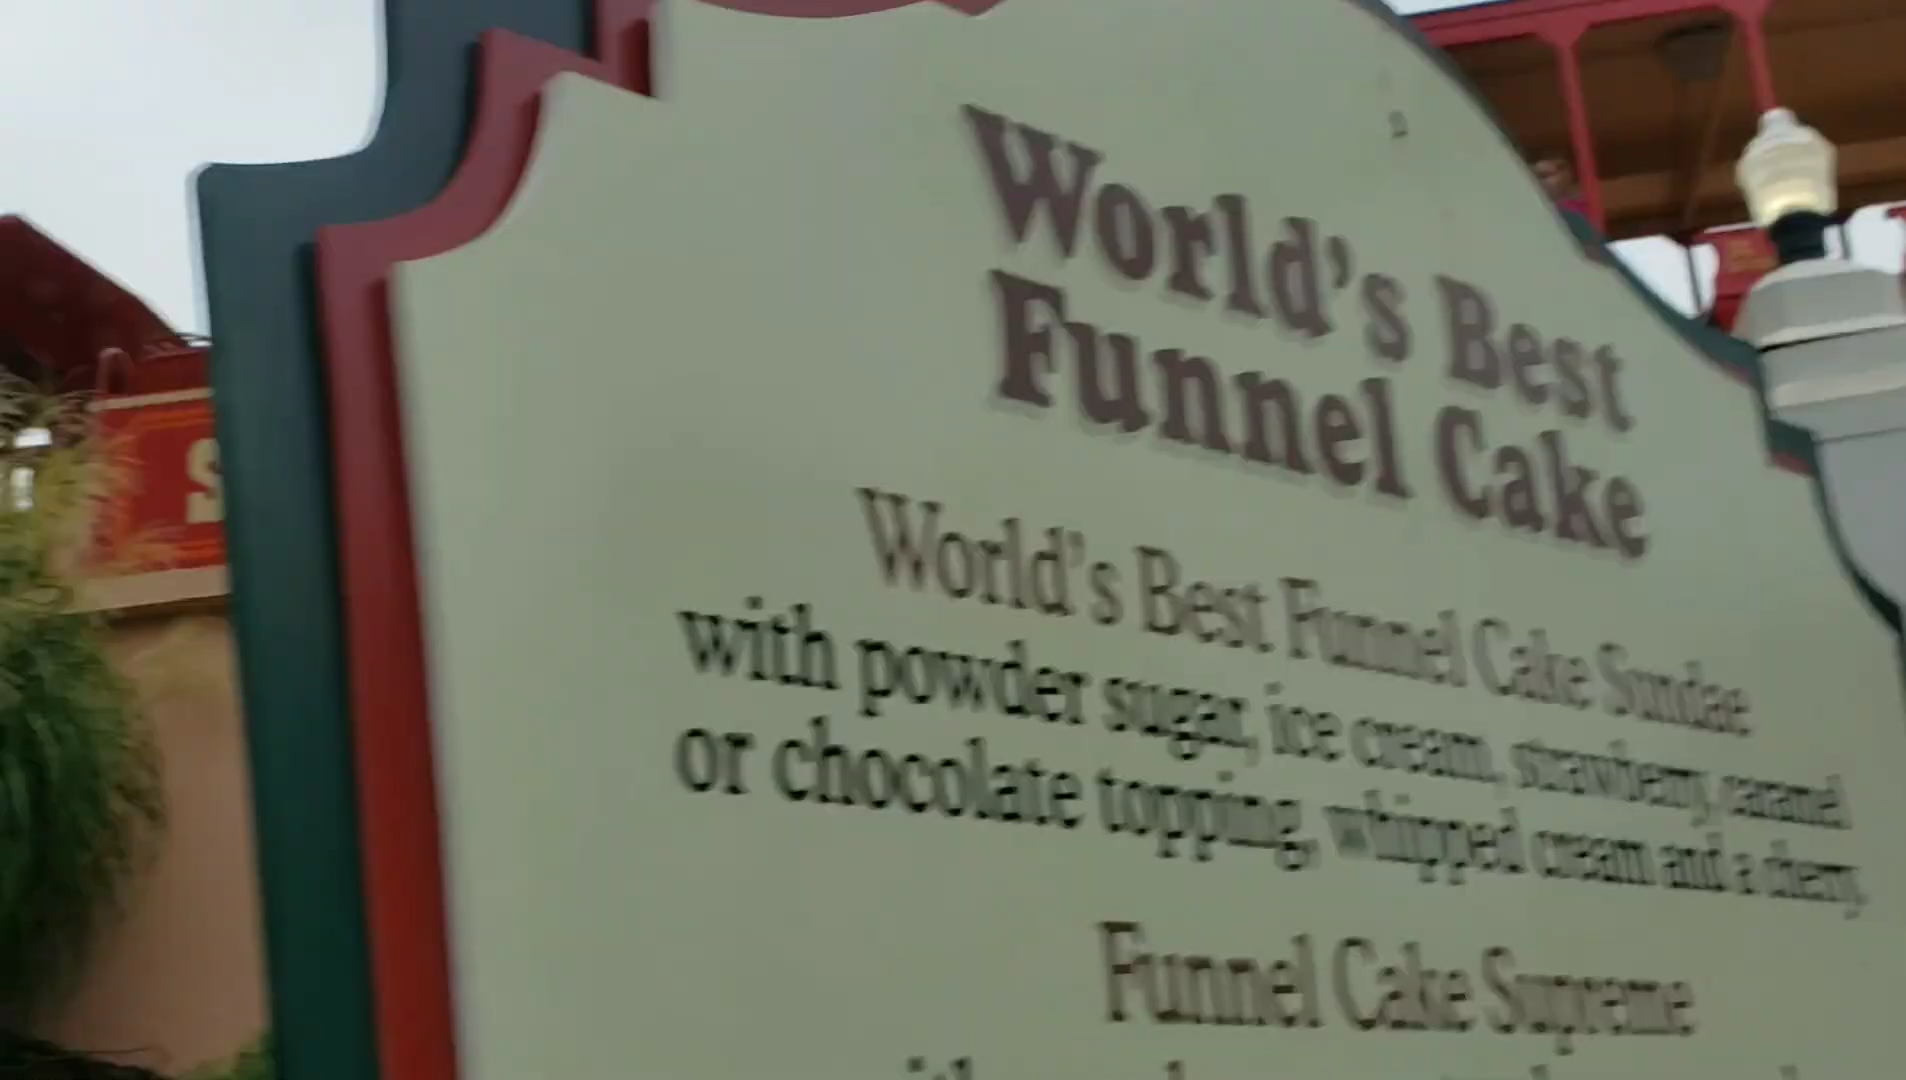 World's Best
Funnel Cake
World's Best Funnel Cake Sundae
with powder sugar, ice cream, strawberry, caramel
or chocolate topping, whipped cream and a cherry,
Funnel Cake Supreme
S